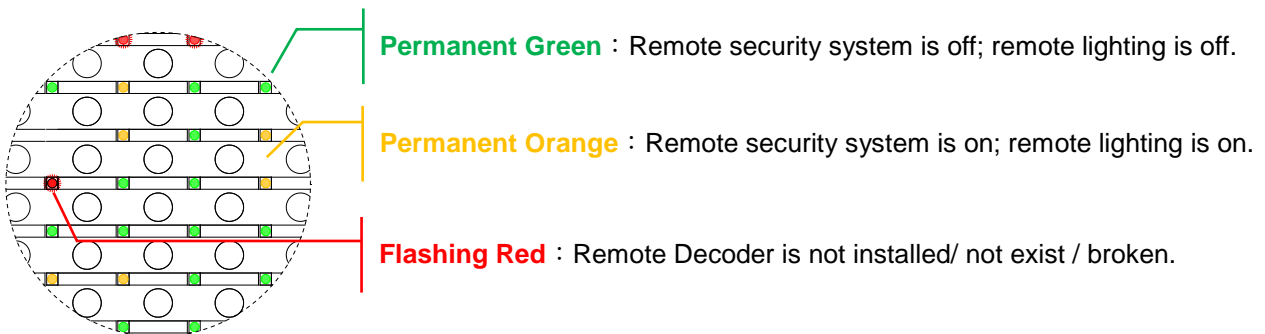 Permanent Green：Remote security system is off; remote lighting is off.
Permanent Orange：Remote security system is on; remote lighting is on.
Flashing Red：Remote Decoder is not installed/ not exist / broken.